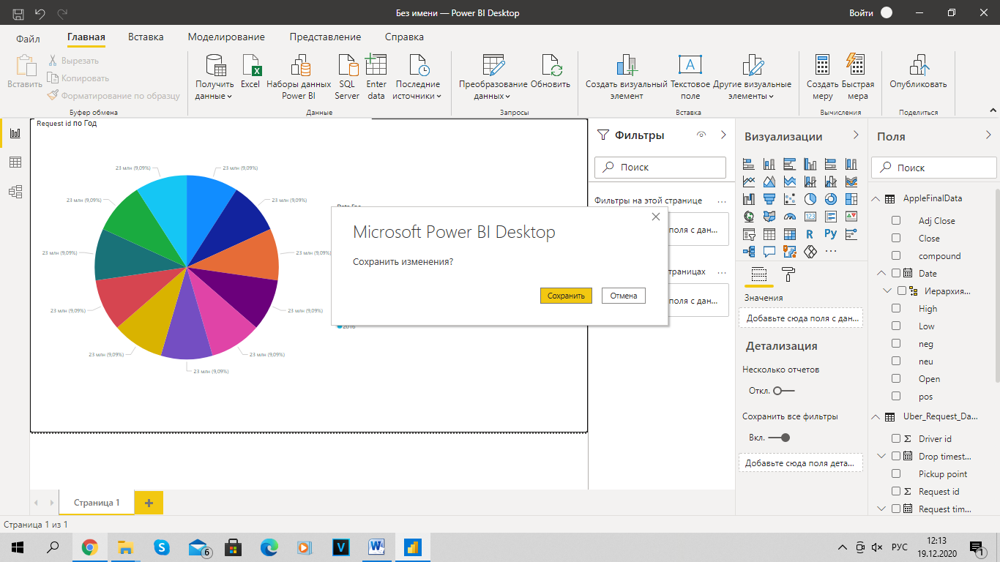 Без имени — Power BI Desktop
Войти
Файл
Главная
Вставка
Моделирование
Представление
Справка
Вставить
Вырезать
Копировать
Форматирование по образцу
Буфер обмена
Получить
данные
Excel
Наборы данных
Power BI
SQL
Server
Enter
data
Последние
источники
Данные
Преобразование
данных
Обновить
Запросы
Создать визуальный
элемент
Текстовое
поле
Другие визуальные
элементы
Вставка
Создать
меру
Быстрая
мера
Вычисления
Опубликовать
Поделиться
Request id по Год
23 млн (9,09%)
23 млн (9,09%)
23 млн (9,09%)
23 млн (9,09%)
23 млн (9,09%)
23 млн (9,09%)
23 млн (9,09%)
23 млн (9,09%)
23 млн (9,09%)
23 млн (9,09%)
23 млн (9,09%)
2016
Microsoft Power BI Desktop
Сохранить изменения?
Сохранить
Отмена
Фильтры
Поиск
Фильтры на этой странице
поля с дан...
страницах
поля с дан...
Визуализации
R
Py
123
Значения
Добавьте сюда поля с дан...
Детализация
Несколько отчетов
Откл.
Сохранить все фильтры
Вкл.
Добавьте сюда поля дета...
Поля
Поиск
AppleFinalData
Adj Close
Close
compound
Date
Иерархия...
High
Low
neg
neu
Open
pos
Uber_Request_Da...
Driver id
Drop timest...
Pickup point
Request id
Request tim...
Страница 1
Страница 1 из 1
6
РУС
12:13
19.12.2020
1